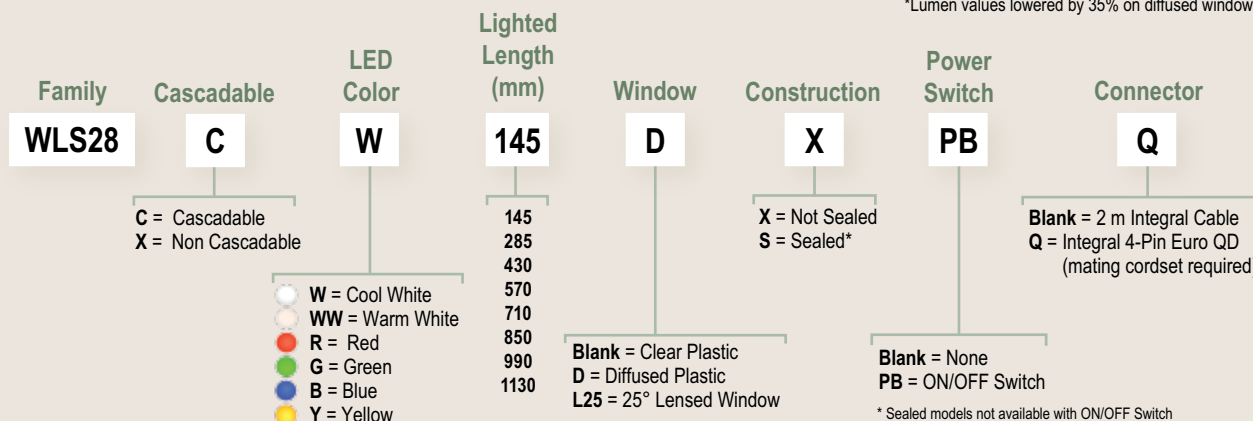 *Lumen values lowered by 35% on diffused window
Family
Cascadable
LED
Color
Lighted
Length
(mm)
Window
Construction
Power
Switch
Connector
WLS28
C
W
145
D
X
PB
Q
C = Cascadable
X = Non Cascadable
W = Cool White
WW = Warm White
R = Red
G = Green
B = Blue
Y = Yellow
145
285
430
570
710
850
990
1130
Blank = Clear Plastic
D = Diffused Plastic
L25 = 25° Lensed Window
X = Not Sealed
S = Sealed*
Blank = None
PB = ON/OFF Switch
* Sealed models not available with ON/OFF Switch
Blank = 2 m Integral Cable
Q = Integral 4-Pin Euro QD
(mating cordset required)